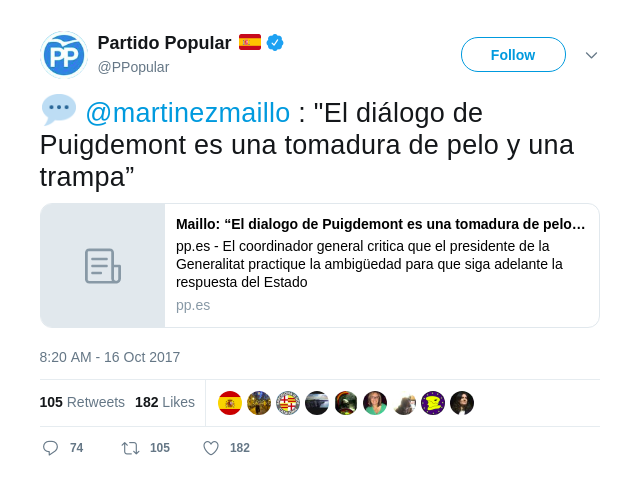 PP
Partido Popular
@PPopular
Follow
@martinezmaillo : "El diálogo de
Puigdemont es una tomadura de pelo y una
trampa”
Maillo: “El dialogo de Puigdemont es una tomadura de pelo…
pp.es - El coordinador general critica que el presidente de la
Generalitat practique la ambigüedad para que siga adelante la
respuesta del Estado
pp.es
8:20 AM - 16 Oct 2017
105 Retweets 182 Likes
74 105 182